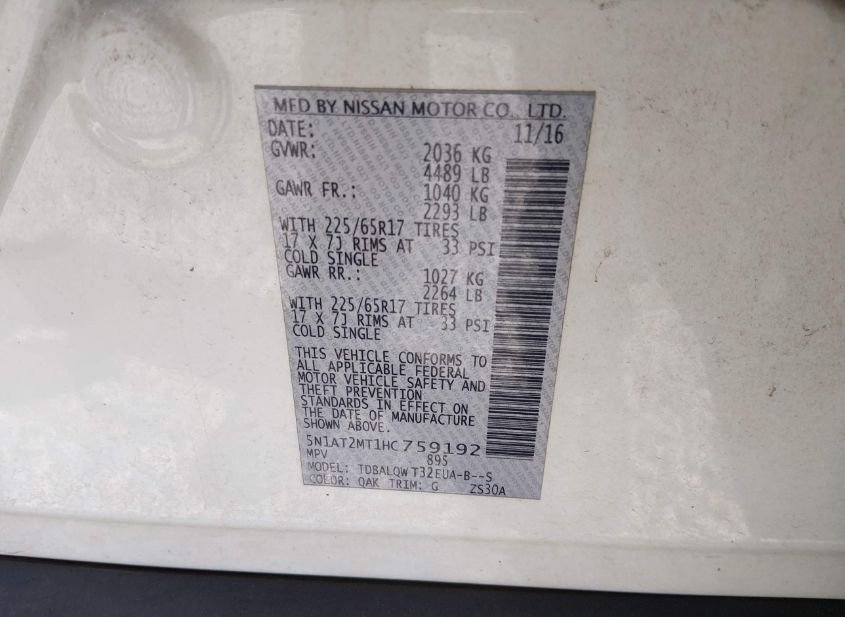 MFD BY NISSAN MOTOR CO., LTD.
DATE: 11/16
GVWR: 2036 KG
4489 LB
GAWR FR.: 1040 KG
2293 LB
WITH 225/65R17 TIRES
17 X 7J RIMS AT 33 PSI
COLD SINGLE
GAWR RR.: 1027 KG
2264 LB
WITH 225/65R17 TIRES
17 X 7J RIMS AT 33 PSI
COLD SINGLE
THIS VEHICLE CONFORMS TO
ALL APPLICABLE FEDERAL
MOTOR VEHICLE SAFETY AND
THEFT PREVENTION
STANDARDS IN EFFECT ON
THE DATE OF MANUFACTURE
SHOWN ABOVE.
5N1AT2MT1HC759192
MPV 895
MODEL: TDBALQW T32EUA-B--S
COLOR: QAK TRIM: G ZS30A